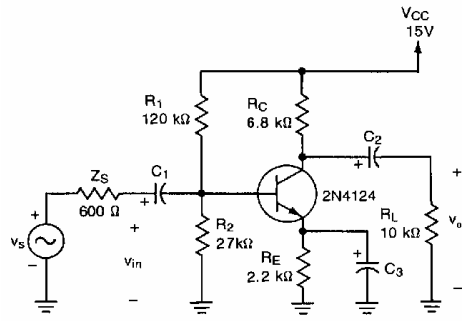 VCC
15V
R1
120 kΩ
RC
6.8 kΩ
C2
ZS
600 Ω
C1
+
2N4124
+
vs
−
+
vin
−
R2
27kΩ
RE
2.2 kΩ
+
C3
+
RL
10 kΩ
+
vo
−